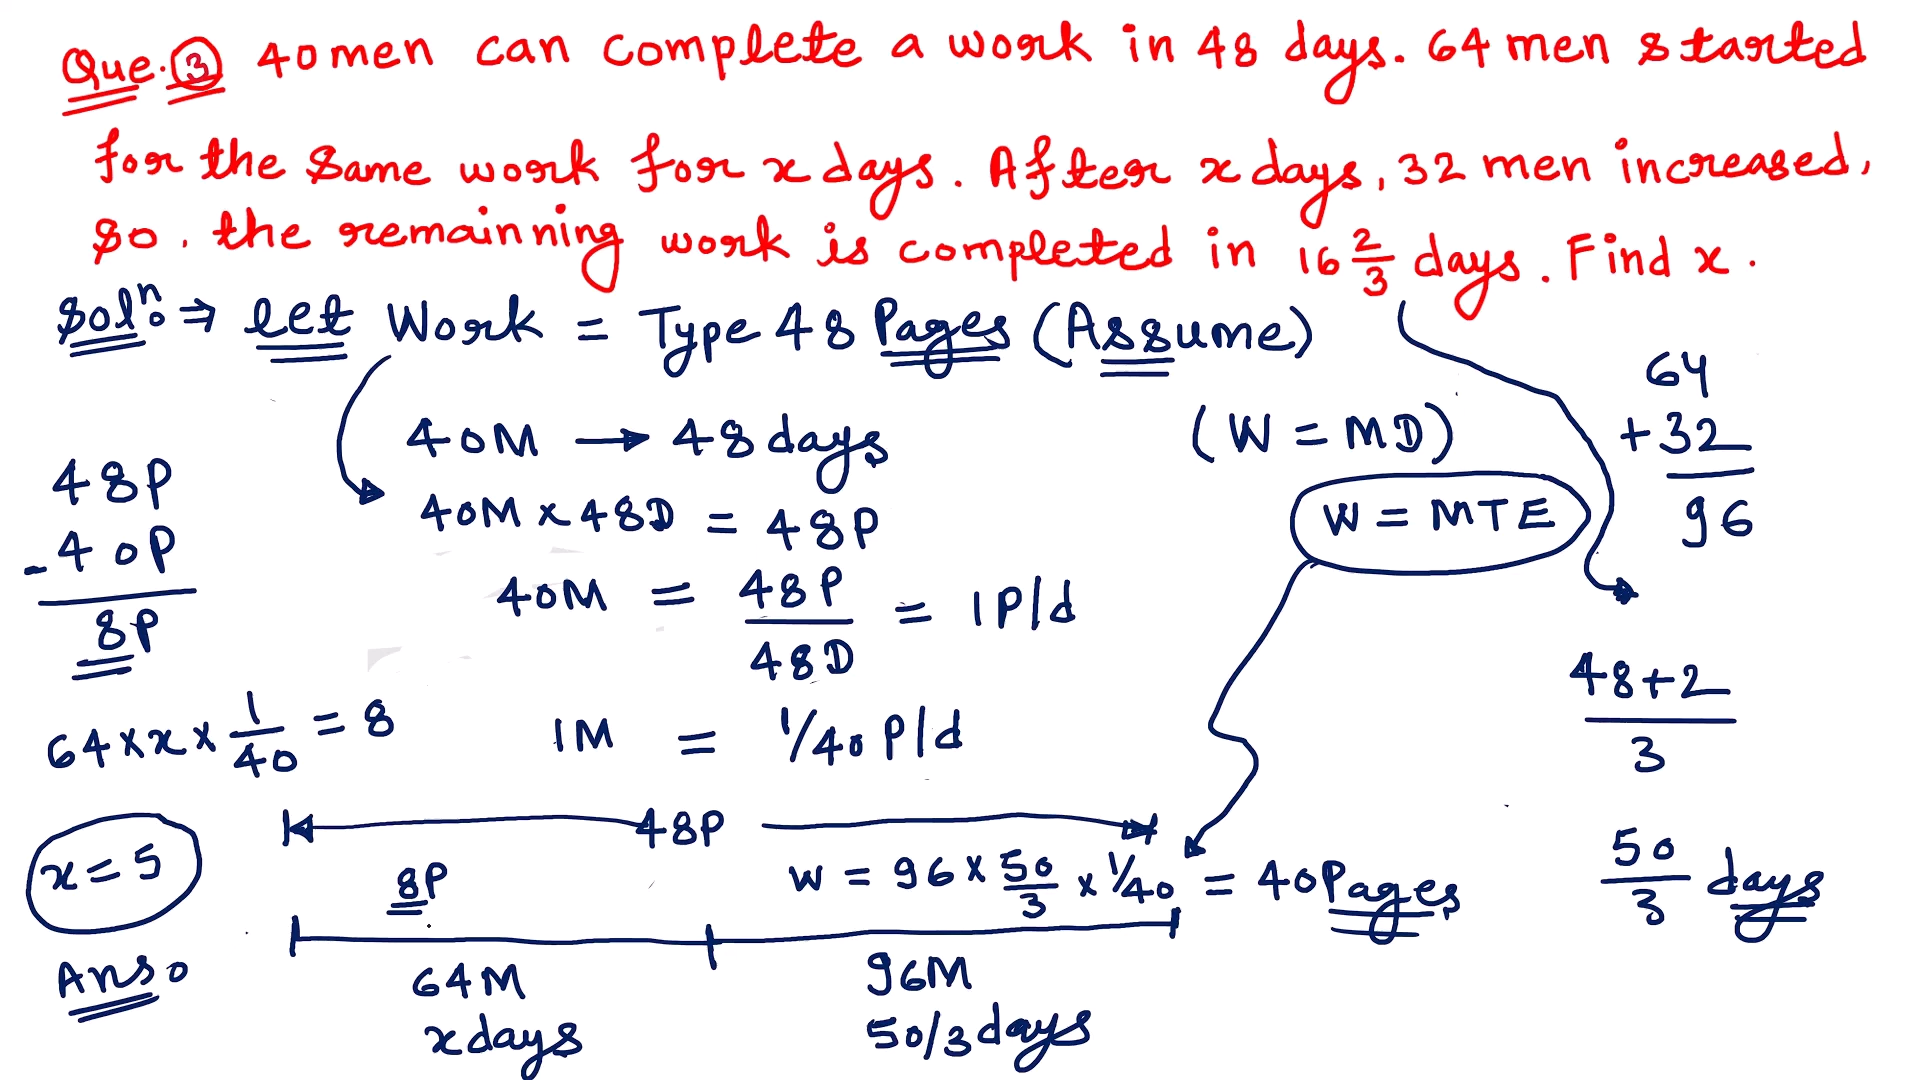 Que. 3 40 men can complete a work in 48 days. 64 men started
for the same work for x days. After x days, 32 men increased,
so, the remainning work is completed in 16 2/3 days. Find x.
Solⁿ: ⇒ let Work = Type 48 Pages (Assume)
40M → 48 days
(W = MD)
40M x 48D = 48P
W = MTE
40M = 48P/48D = 1P/d
1M = 1/40 P/d
64
+32
96
48+2/3
50/3 days
48P
-40P
8P
64 x x x 1/40 = 8
x = 5
Ans o
48P
8P
W = 96 x 50/3 x 1/40 = 40 Pages
64M
x days
96M
50/3 days